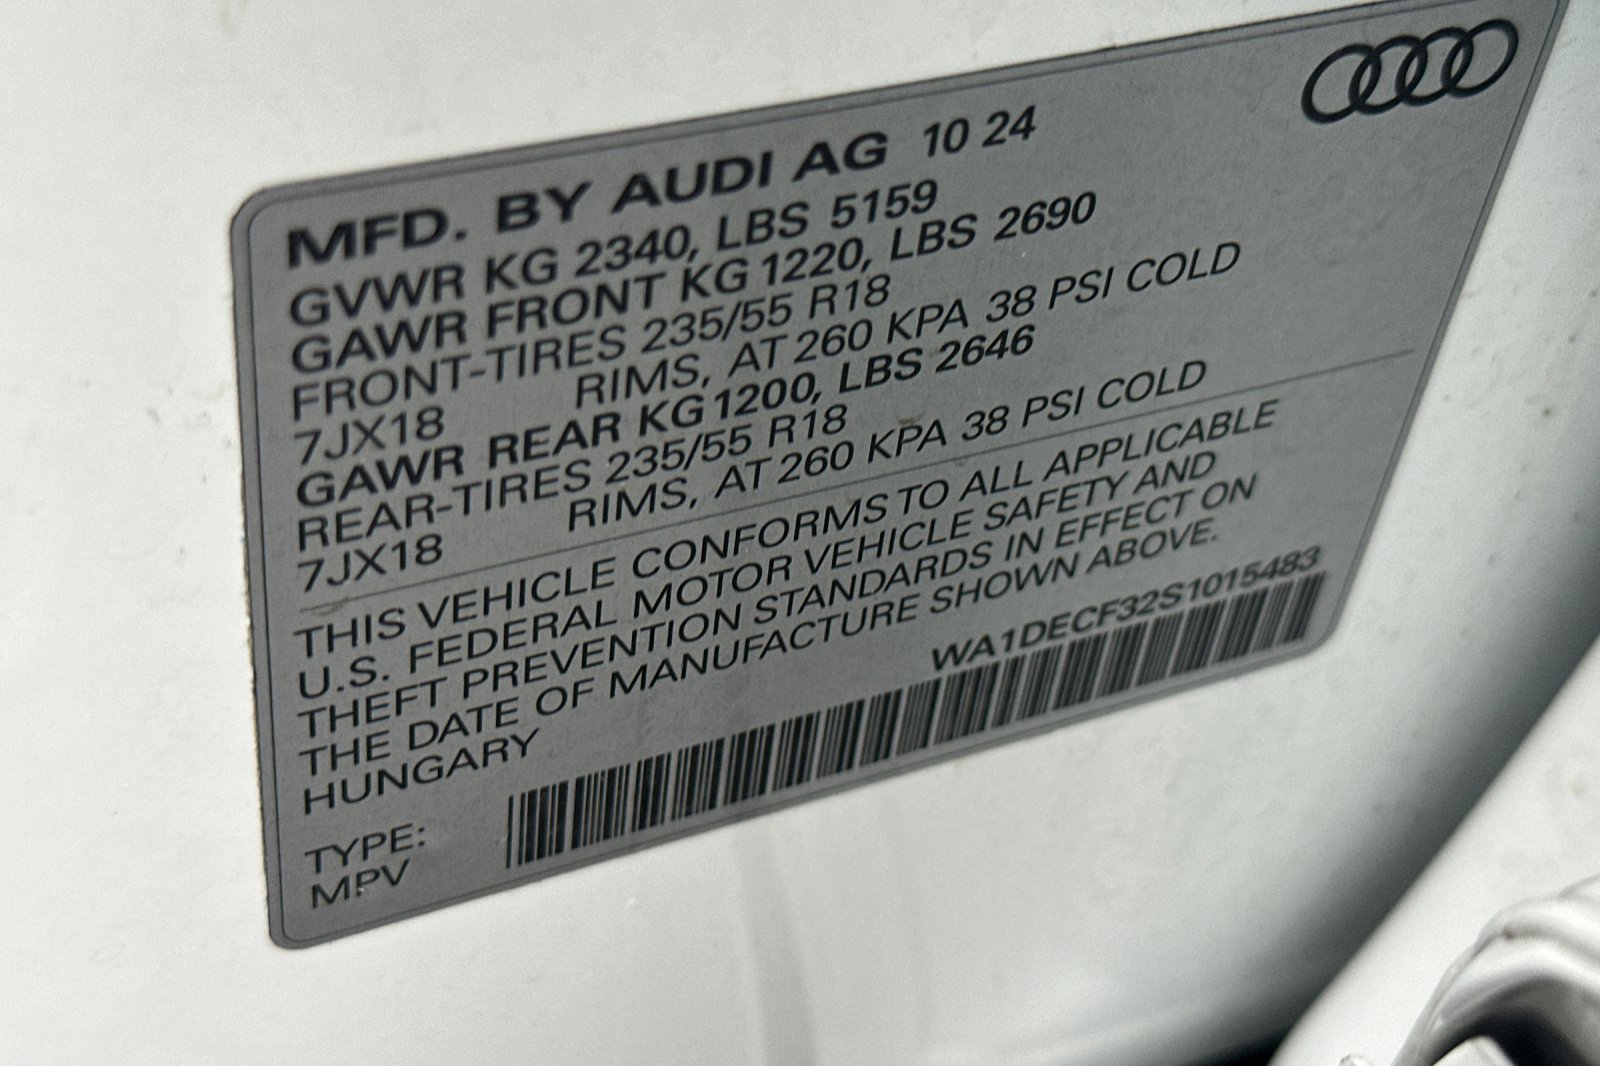 MFD. BY AUDI AG 10 24
GVWR KG 2340, LBS 5159
GAWR FRONT KG 1220, LBS 2690
FRONT-TIRES 235/55 R18
7JX18 RIMS, AT 260 KPA 38 PSI COLD
GAWR REAR KG 1200, LBS 2646
REAR-TIRES 235/55 R18
7JX18 RIMS, AT 260 KPA 38 PSI COLD
THIS VEHICLE CONFORMS TO ALL APPLICABLE
U.S. FEDERAL MOTOR VEHICLE SAFETY AND
THEFT PREVENTION STANDARDS IN EFFECT ON
THE DATE OF MANUFACTURE SHOWN ABOVE.
HUNGARY
WA1DECF32S1015483
TYPE:
MPV